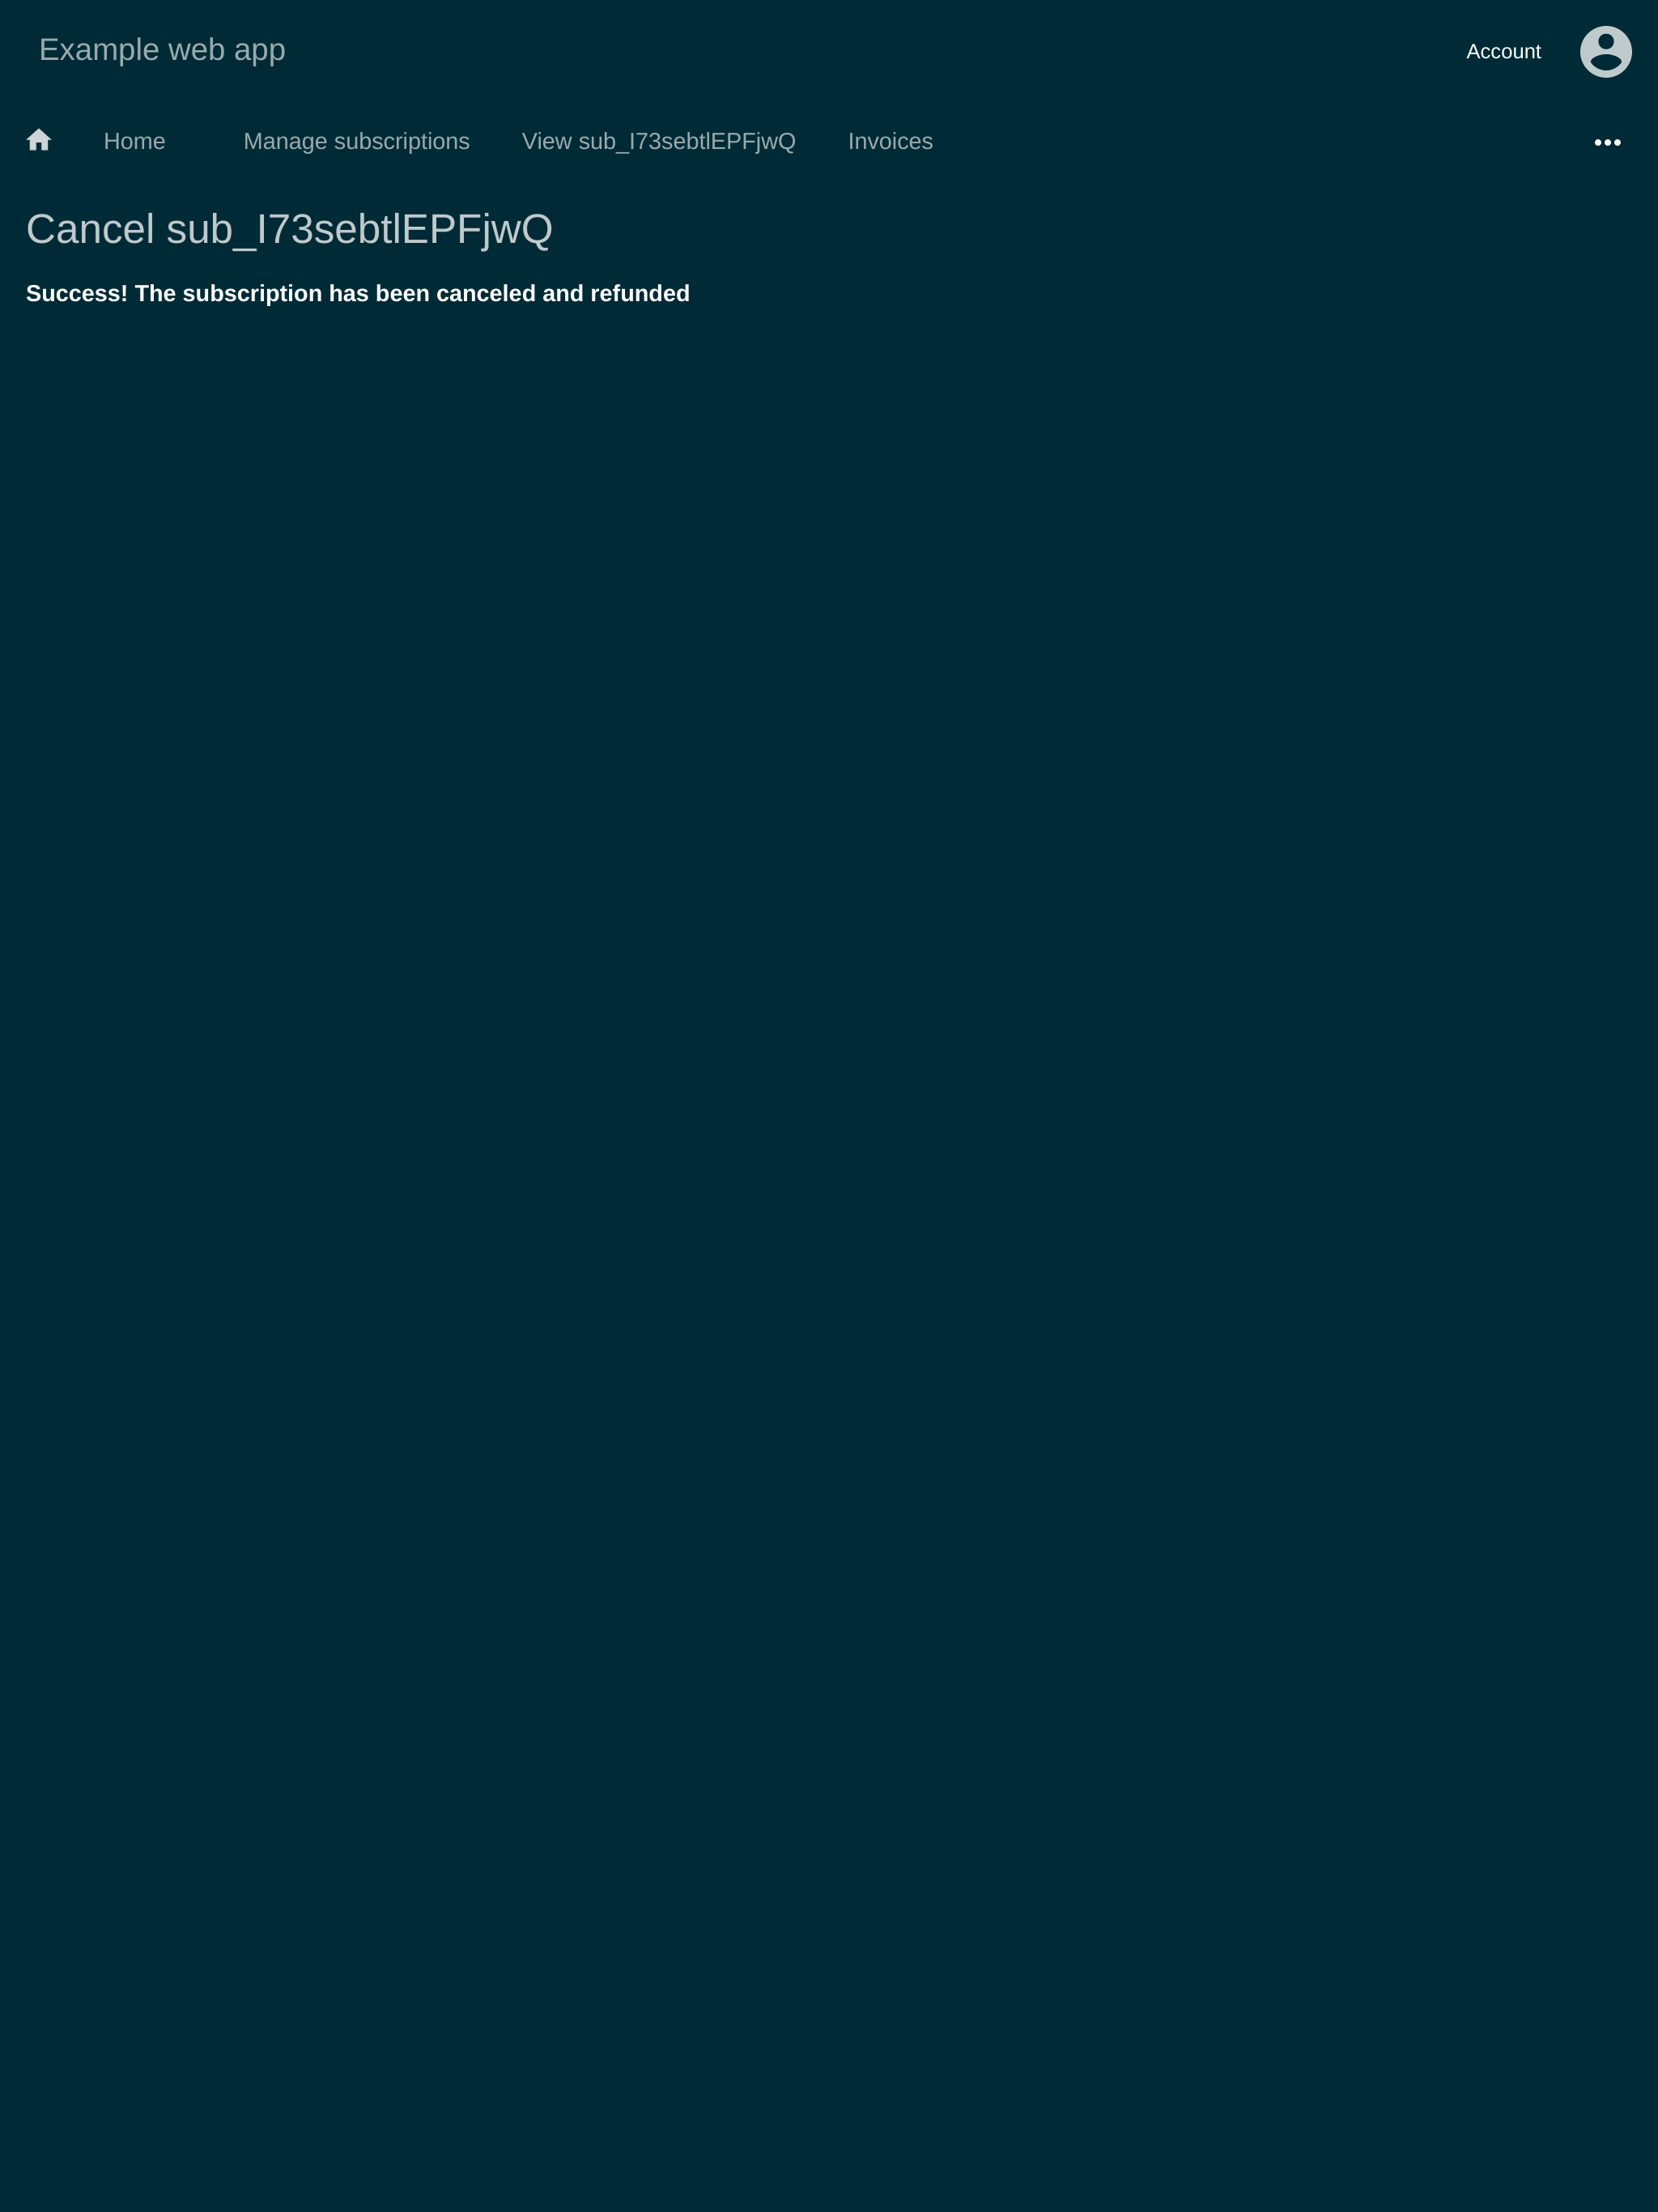 Example web app
Account
Home
Manage subscriptions
View sub_I73sebtlEPFjwQ
Invoices
Cancel sub_I73sebtlEPFjwQ
Success! The subscription has been canceled and refunded